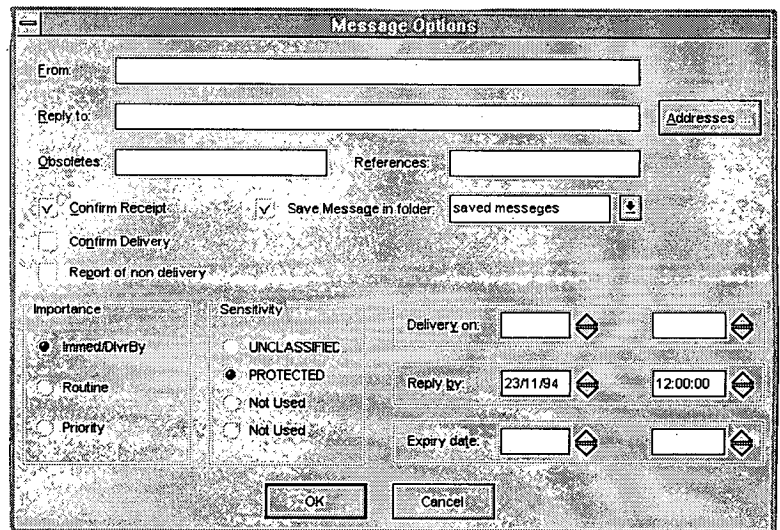 Message Options
From:
Reply to:
Addresses
Obsoletes:
References:
Confirm Receipt
Save Message in folder:
saved messeges
Confirm Delivery
Report of non delivery
Importance
Immed/DlvrBy
Routine
Priority
Sensitivity
UNCLASSIFIED
PROTECTED
Not Used
Not Used
Delivery on:
Reply by:
23/11/94
12:00:00
Expiry date:
OK
Cancel